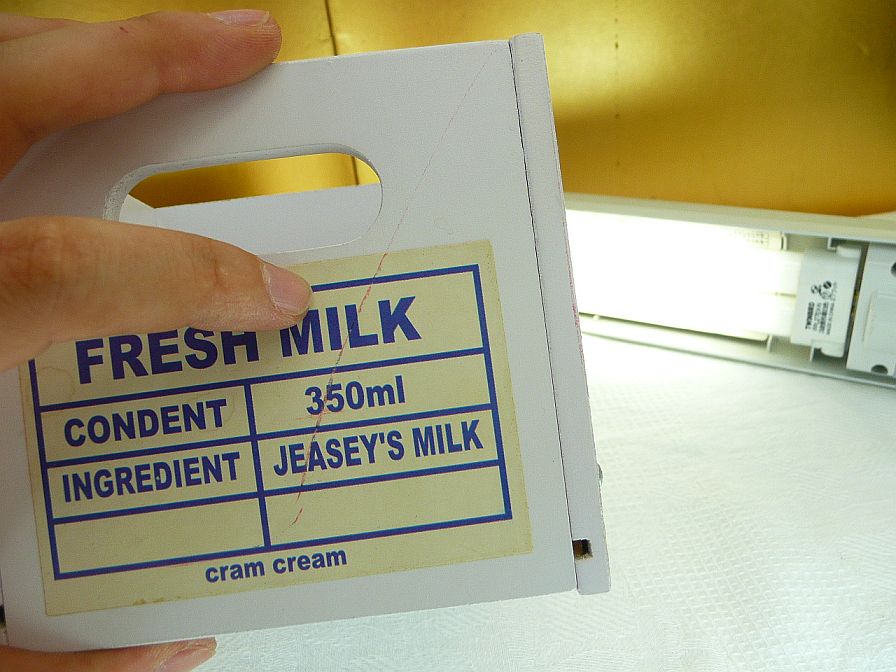 FRESH MILK
CONDENT 350ml
INGREDIENT JEASEY'S MILK
cram cream